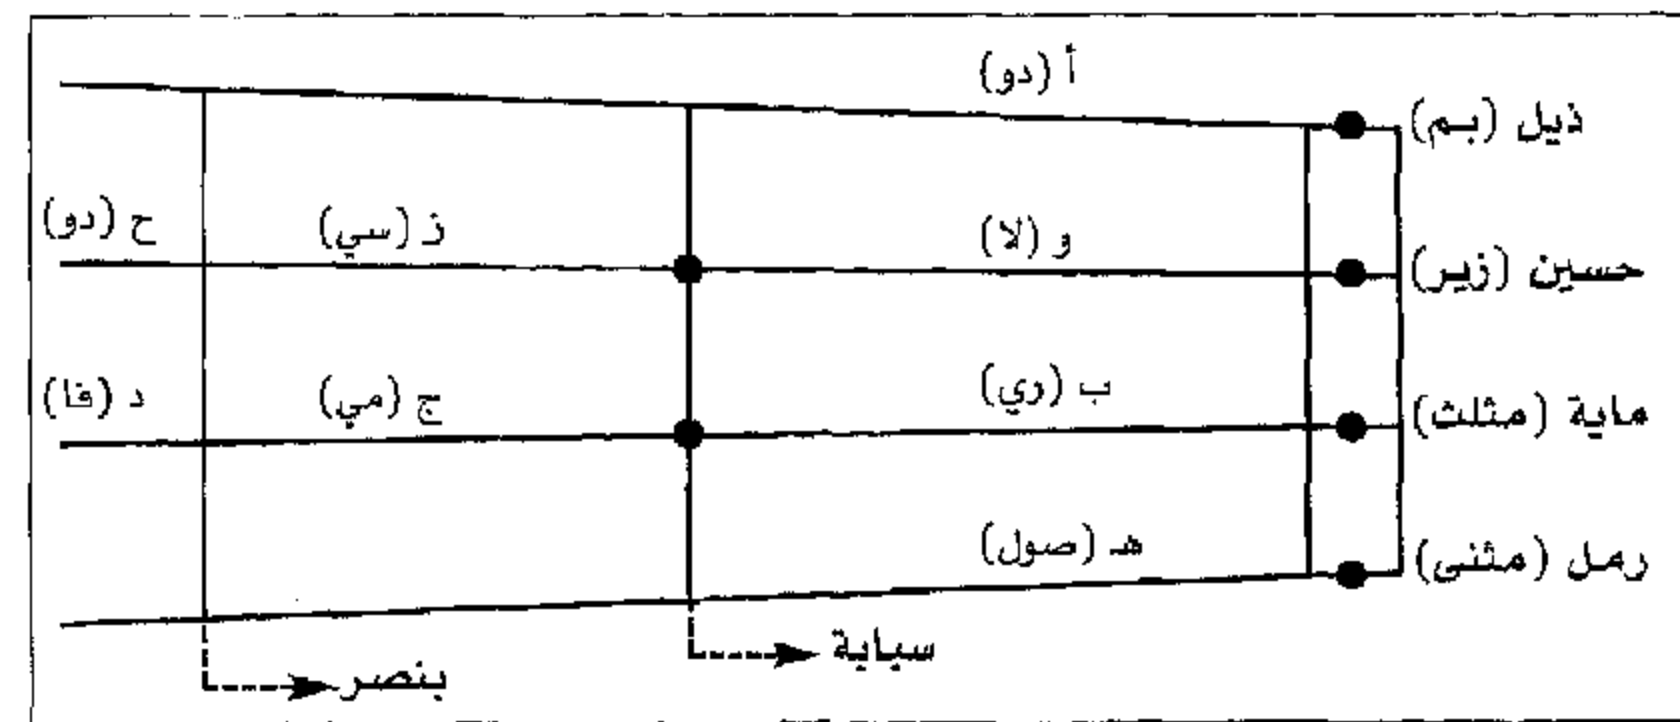 أ (دو)
ذيل (بم)
و (لا)
ز (سي)
ح (دو)
حسين (زير)
ب (ري)
ج (مي)
د (فا)
ماية (مثلث)
هـ (صول)
رمل (مثنى)
سبابة
بنصر